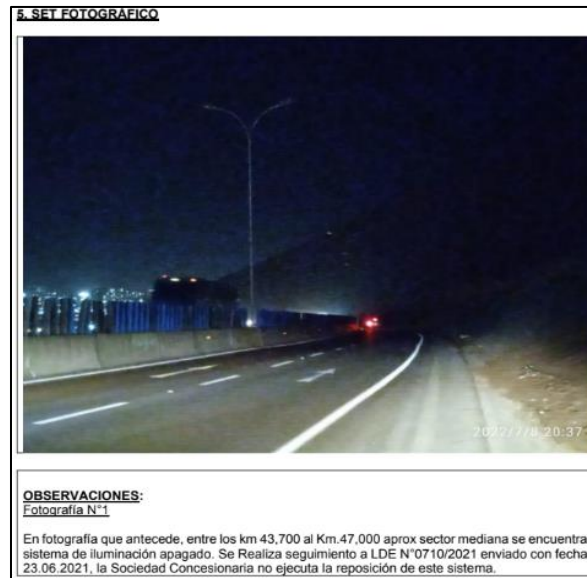 5. SET FOTOGRÁFICO
2022/7/8 20:37
OBSERVACIONES:
Fotografía N°1
En fotografía que antecede, entre los km 43,700 al Km.47,000 aprox sector mediana se encuentra
sistema de iluminación apagado. Se Realiza seguimiento a LDE N°0710/2021 enviado con fecha
23.06.2021, la Sociedad Concesionaria no ejecuta la reposición de este sistema.